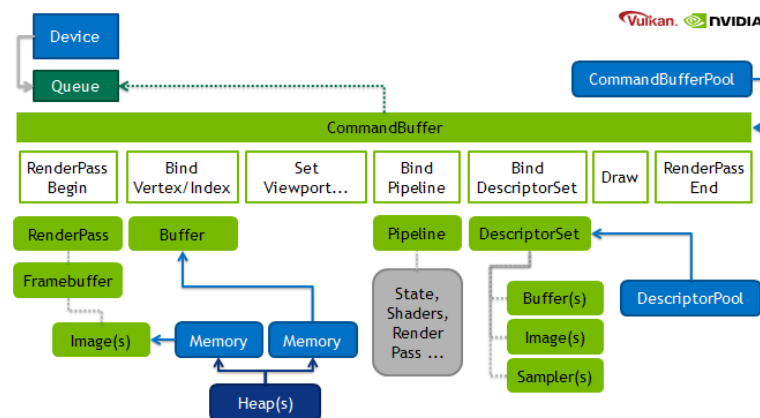 Vulkan. NVIDIA
Device
Queue
CommandBufferPool
CommandBuffer
RenderPass
Begin
Bind
Vertex/Index
Set
Viewport...
Bind
Pipeline
Bind
DescriptorSet
Draw
RenderPass
End
RenderPass
Buffer
Pipeline
DescriptorSet
Framebuffer
State,
Shaders,
Render
Pass ...
Buffer(s)
DescriptorPool
Image(s)
Memory
Memory
Image(s)
Sampler(s)
Heap(s)